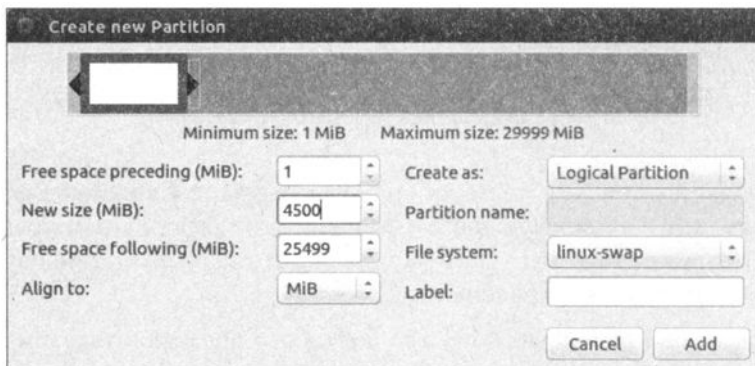 Create new Partition
Minimum size: 1 MiB Maximum size: 29999 MiB
Free space preceding (MiB): 1 Create as: Logical Partition
New size (MiB): 4500 Partition name:
Free space following (MiB): 25499 File system: linux-swap
Align to: MiB Label:
Cancel Add